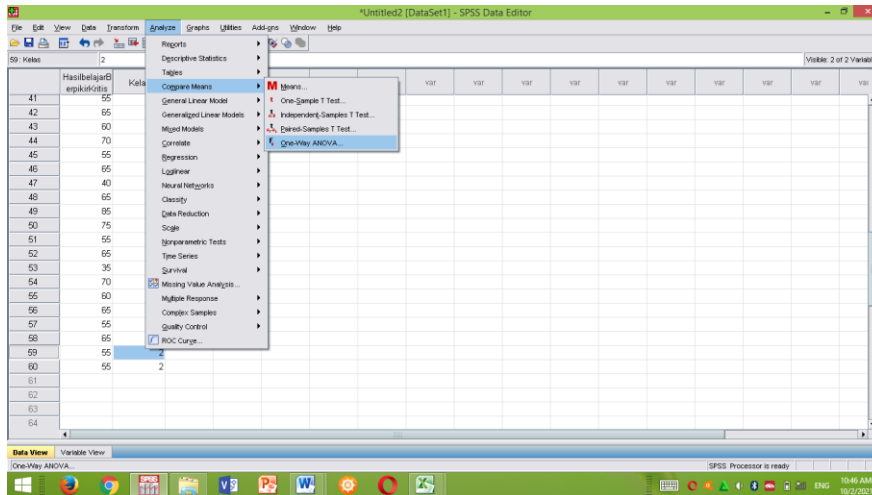 *Untitled2 [DataSet1] - SPSS Data Editor
File Edit View Data Transform Analyze Graphs Utilities Add-ons Window Help
59 : Kelas 2 Visible: 2 of 2 Variabl
HasilbelajarB erpikirKritis Kela var var var var var var var var
41 55
42 65
43 60
44 70
45 55
46 65
47 40
48 65
49 85
50 75
51 55
52 65
53 35
54 70
55 60
56 65
57 55
58 65
59 55 2
60 55 2
61
62
63
64
Reports
Descriptive Statistics
Tables
Compare Means
General Linear Model
Generalized Linear Models
Mixed Models
Correlate
Regression
Loglinear
Neural Networks
Classify
Data Reduction
Scale
Nonparametric Tests
Time Series
Survival
Missing Value Analysis...
Multiple Response
Complex Samples
Quality Control
ROC Curve...
M Means...
t One-Sample T Test...
Independent-Samples T Test...
Paired-Samples T Test...
One-Way ANOVA...
Data View Variable View
One-Way ANOVA... SPSS Processor is ready
ENG 10:46 AM
10/2/202